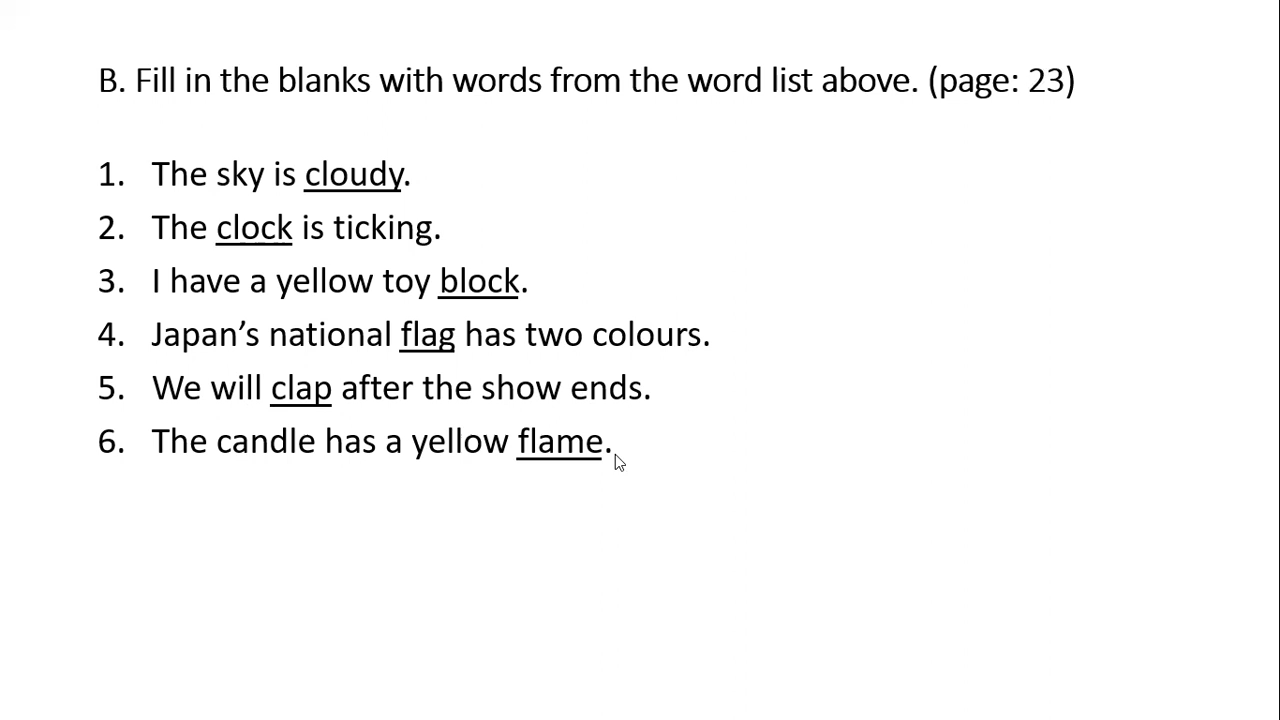 B. Fill in the blanks with words from the word list above. (page: 23)
1. The sky is cloudy.
2. The clock is ticking.
3. I have a yellow toy block.
4. Japan’s national flag has two colours.
5. We will clap after the show ends.
6. The candle has a yellow flame.